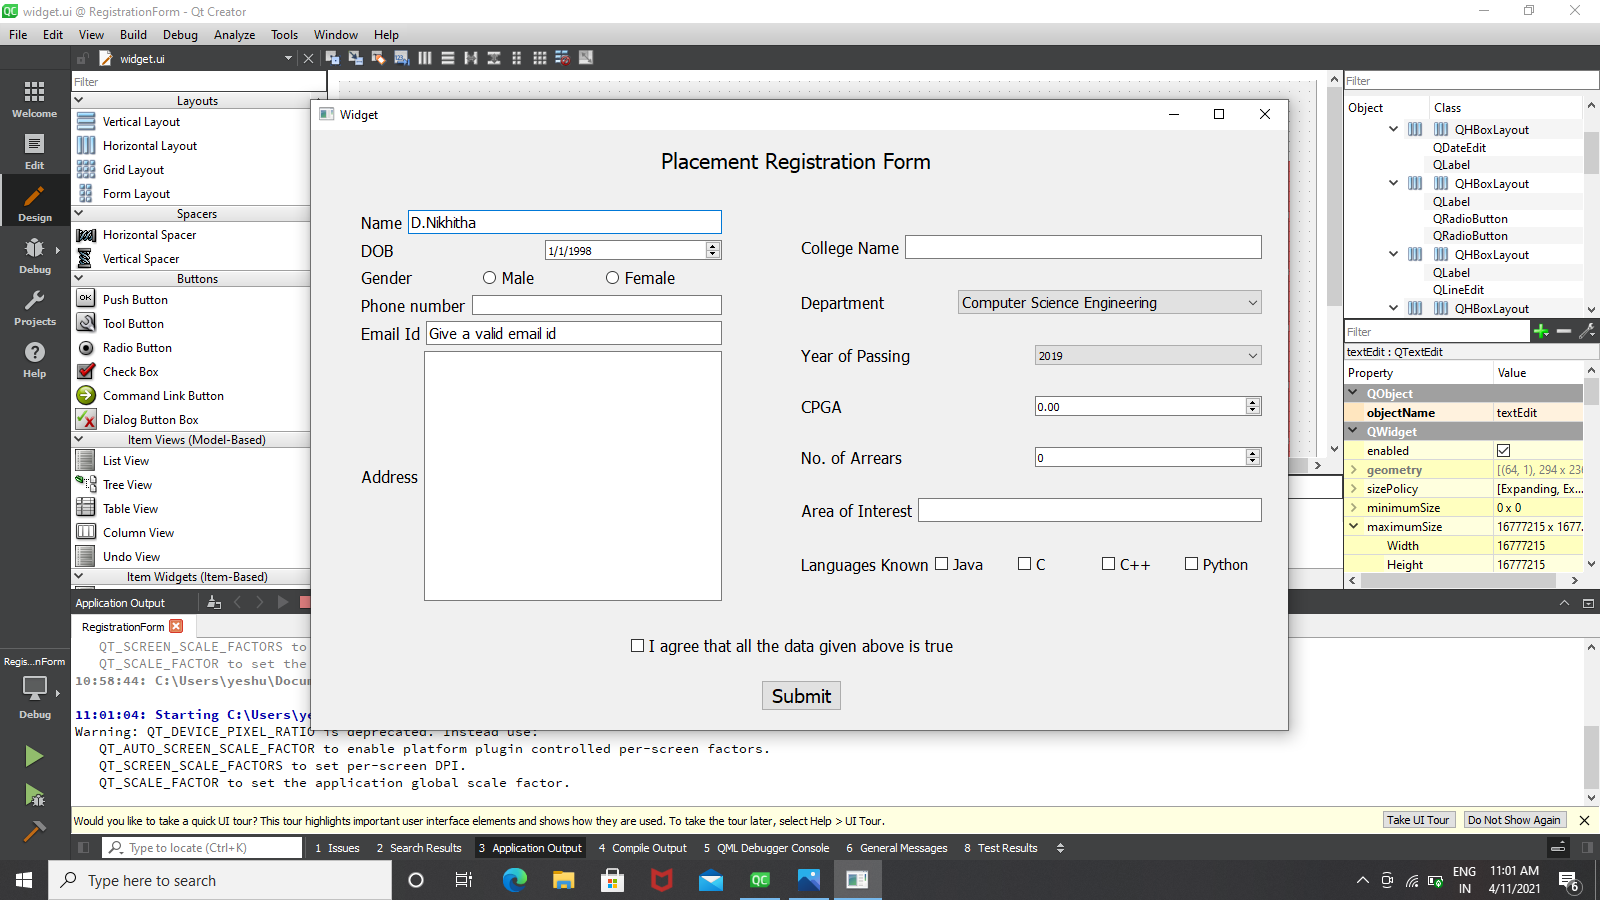 widget.ui @ RegistrationForm - Qt Creator
File Edit View Build Debug Analyze Tools Window Help
widget.ui
Filter
Layouts
Vertical Layout
Horizontal Layout
Grid Layout
Form Layout
Spacers
Horizontal Spacer
Vertical Spacer
Buttons
Push Button
Tool Button
Radio Button
Check Box
Command Link Button
Dialog Button Box
Item Views (Model-Based)
List View
Tree View
Table View
Column View
Undo View
Item Widgets (Item-Based)
Welcome
Edit
Design
Debug
Projects
Help
Regis...nForm
Debug
Widget
Placement Registration Form
Name D.Nikhitha
DOB 1/1/1998
Gender Male Female
Phone number
Email Id Give a valid email id
Address
College Name
Department Computer Science Engineering
Year of Passing 2019
CPGA 0.00
No. of Arrears 0
Area of Interest
Languages Known Java C C++ Python
I agree that all the data given above is true
Submit
Filter
Object Class
QHBoxLayout
QDateEdit
QLabel
QHBoxLayout
QLabel
QRadioButton
QRadioButton
QHBoxLayout
QLabel
QLineEdit
QHBoxLayout
Filter
textEdit : QTextEdit
Property Value
QObject
objectName textEdit
QWidget
enabled
geometry [(64, 1), 294 x 236
sizePolicy [Expanding, Ex...
minimumSize 0 x 0
maximumSize 16777215 x 1677.
Width 16777215
Height 16777215
Application Output
RegistrationForm
QT_SCREEN_SCALE_FACTORS to
QT_SCALE_FACTOR to set the
10:58:44: C:\Users\yeshu\Docum
11:01:04: Starting C:\Users\ye
Warning: QT_DEVICE_PIXEL_RATIO is deprecated. Instead use:
QT_AUTO_SCREEN_SCALE_FACTOR to enable platform plugin controlled per-screen factors.
QT_SCREEN_SCALE_FACTORS to set per-screen DPI.
QT_SCALE_FACTOR to set the application global scale factor.
Would you like to take a quick UI tour? This tour highlights important user interface elements and shows how they are used. To take the tour later, select Help > UI Tour.
Take UI Tour Do Not Show Again
Type to locate (Ctrl+K) 1 Issues 2 Search Results 3 Application Output 4 Compile Output 5 QML Debugger Console 6 General Messages 8 Test Results
Type here to search
ENG
IN
11:01 AM
4/11/2021
6